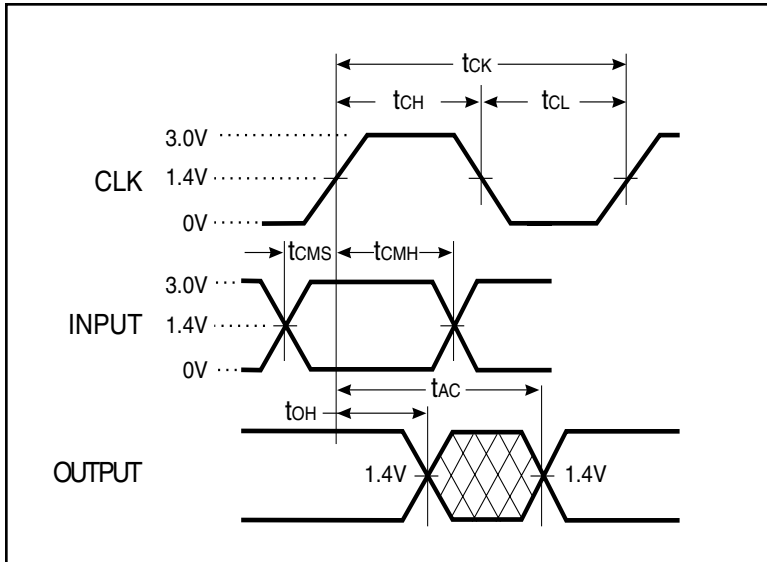 tCK
tCH tCL
3.0V
CLK 1.4V
0V
tCMS tCMH
3.0V
INPUT 1.4V
0V
tAC
tOH
OUTPUT 1.4V 1.4V